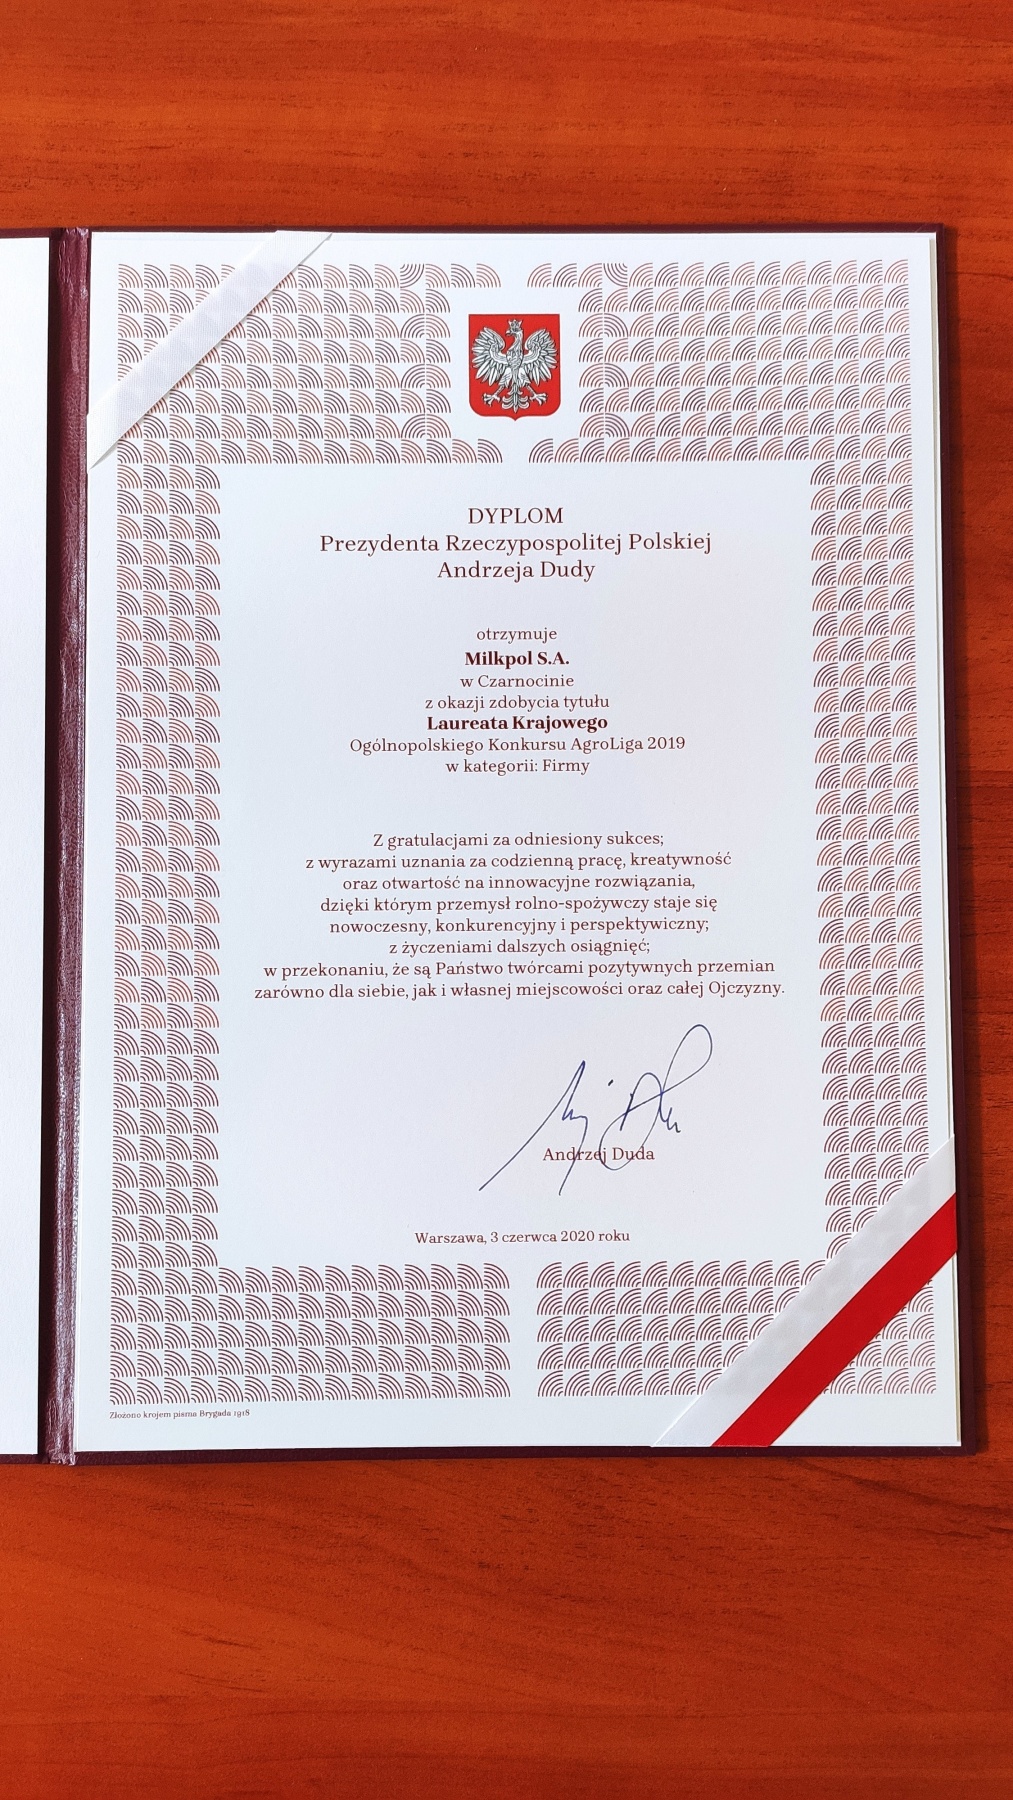 DYPLOM
Prezydenta Rzeczypospolitej Polskiej
Andrzeja Dudy
otrzymuje
Milkpol S.A.
w Czarnocinie
z okazji zdobycia tytułu
Laureata Krajowego
Ogólnopolskiego Konkursu AgroLiga 2019
w kategorii: Firmy
Z gratulacjami za odniesiony sukces;
z wyrazami uznania za codzienną pracę, kreatywność
oraz otwartość na innowacyjne rozwiązania,
dzięki którym przemysł rolno-spożywczy staje się
nowoczesny, konkurencyjny i perspektywiczny;
z życzeniami dalszych osiągnięć;
w przekonaniu, że są Państwo twórcami pozytywnych przemian
zarówno dla siebie, jak i własnej miejscowości oraz całej Ojczyzny.
Andrzej Duda
Warszawa, 3 czerwca 2020 roku
Złożono krojem pisma Brygada 1918